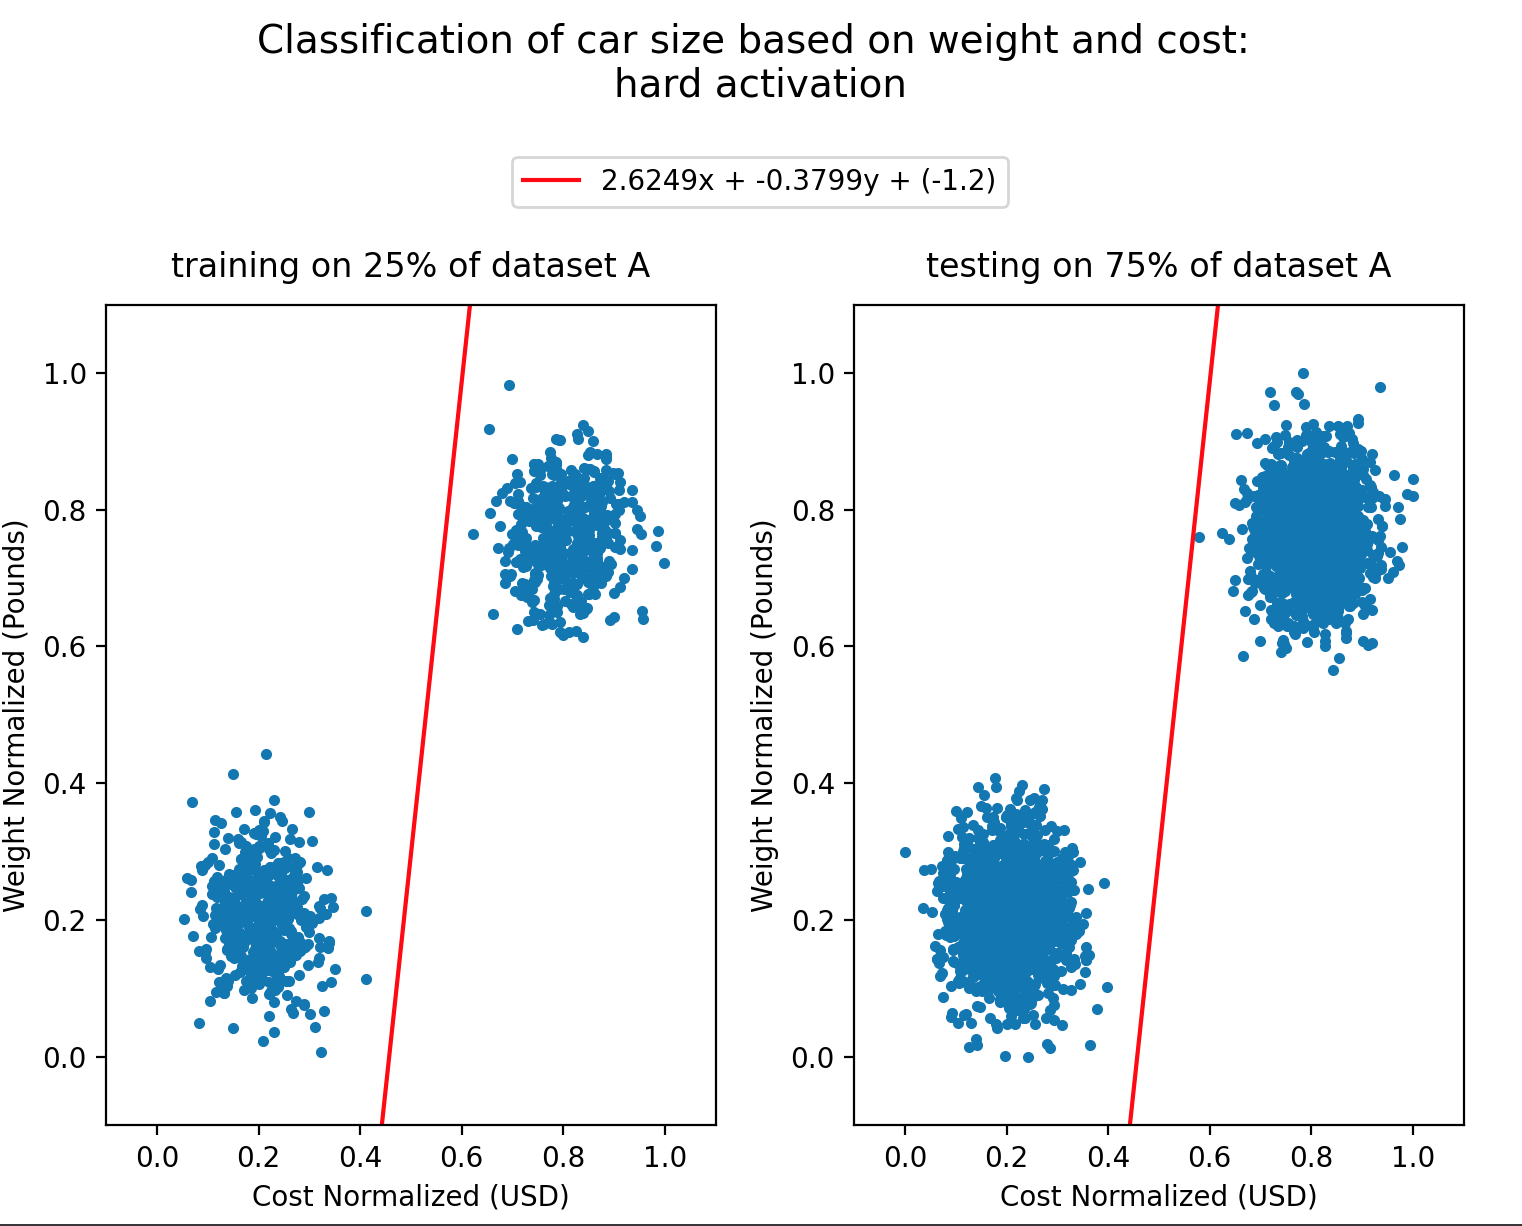 Classification of car size based on weight and cost:
hard activation
2.6249x + -0.3799y + (-1.2)
training on 25% of dataset A
Weight Normalized (Pounds)
1.0
0.8
0.6
0.4
0.2
0.0
0.0 0.2 0.4 0.6 0.8 1.0
Cost Normalized (USD)
testing on 75% of dataset A
Weight Normalized (Pounds)
1.0
0.8
0.6
0.4
0.2
0.0
0.0 0.2 0.4 0.6 0.8 1.0
Cost Normalized (USD)